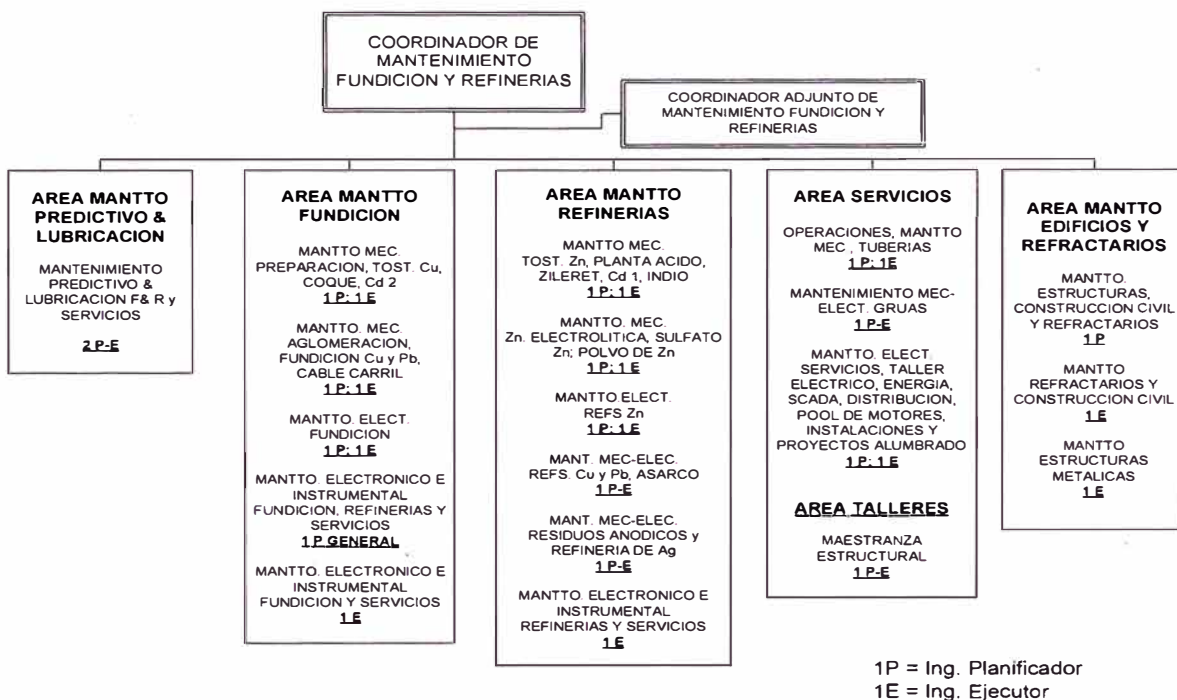 COORDINADOR DE
MANTENIMIENTO
FUNDICION Y REFINERIAS
COORDINADOR ADJUNTO DE
MANTENIMIENTO FUNDICION Y
REFINERIAS
AREA MANTTO
PREDICTIVO &
LUBRICACION
MANTENIMIENTO
PREDICTIVO &
LUBRICACION F& R y
SERVICIOS
2 P-E
AREA MANTTO
FUNDICION
MANTTO MEC.
PREPARACION, TOST. Cu,
COQUE, Cd 2
1 P; 1 E
MANTTO. MEC.
AGLOMERACION,
FUNDICION Cu y Pb,
CABLE CARRIL
1 P; 1 E
MANTTO. ELECT.
FUNDICION
1 P; 1 E
MANTTO. ELECTRONICO E
INSTRUMENTAL
FUNDICION, REFINERIAS Y
SERVICIOS
1 P GENERAL
MANTTO. ELECTRONICO E
INSTRUMENTAL
FUNDICION Y SERVICIOS
1 E
AREA MANTTO
REFINERIAS
MANTTO MEC.
TOST. Zn, PLANTA ACIDO,
ZILERET, Cd 1, INDIO
1 P; 1 E
MANTTO. MEC.
Zn. ELECTROLITICA, SULFATO
Zn; POLVO DE Zn
1 P; 1 E
MANTTO.ELECT.
REFS Zn
1 P; 1 E
MANT. MEC-ELEC.
REFS. Cu y Pb, ASARCO
1 P-E
MANT. MEC-ELEC.
RESIDUOS ANODICOS y
REFINERIA DE Ag
1 P-E
MANTTO. ELECTRONICO E
INSTRUMENTAL
REFINERIAS Y SERVICIOS
1 E
AREA SERVICIOS
OPERACIONES, MANTTO
MEC., TUBERIAS
1 P; 1 E
MANTENIMIENTO MEC-
ELECT. GRUAS
1 P-E
MANTTO. ELECT.
SERVICIOS, TALLER
ELECTRICO, ENERGIA,
SCADA, DISTRIBUCION,
POOL DE MOTORES,
INSTALACIONES Y
PROYECTOS ALUMBRADO
1 P; 1 E
AREA TALLERES
MAESTRANZA
ESTRUCTURAL
1 P-E
AREA MANTTO
EDIFICIOS Y
REFRACTARIOS
MANTTO.
ESTRUCTURAS,
CONSTRUCCION CIVIL
Y REFRACTARIOS
1 P
MANTTO
REFRACTARIOS Y
CONSTRUCCION CIVIL
1 E
MANTTO
ESTRUCTURAS
METALICAS
1 E
1P = Ing. Planificador
1E = Ing. Ejecutor